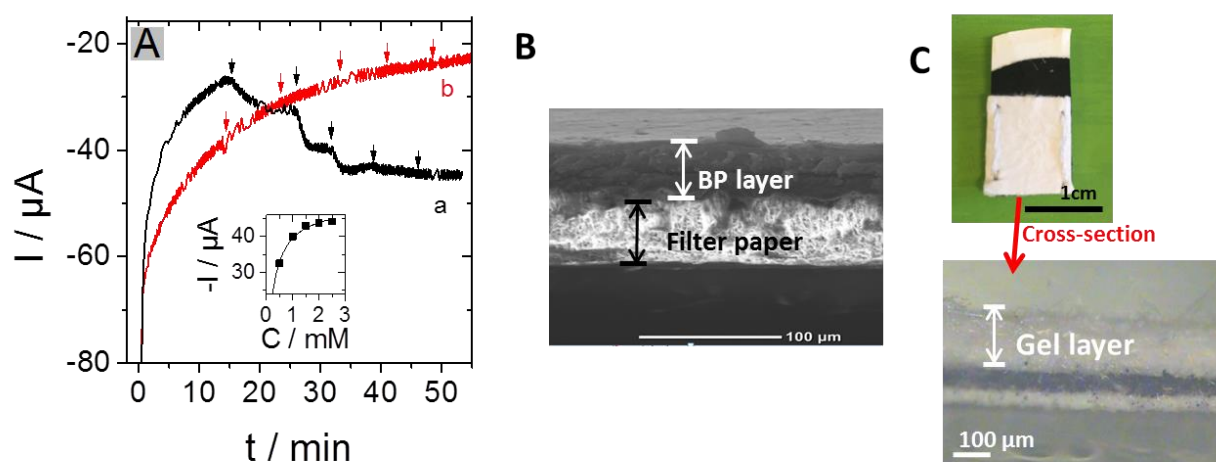 A
-20
-40
-60
-80
I / µA
b
a
40
30
-I / µA
0 1 2 3
C / mM
0 10 20 30 40 50
t / min
B
BP layer
Filter paper
100 µm
C
1cm
Cross-section
Gel layer
100 µm